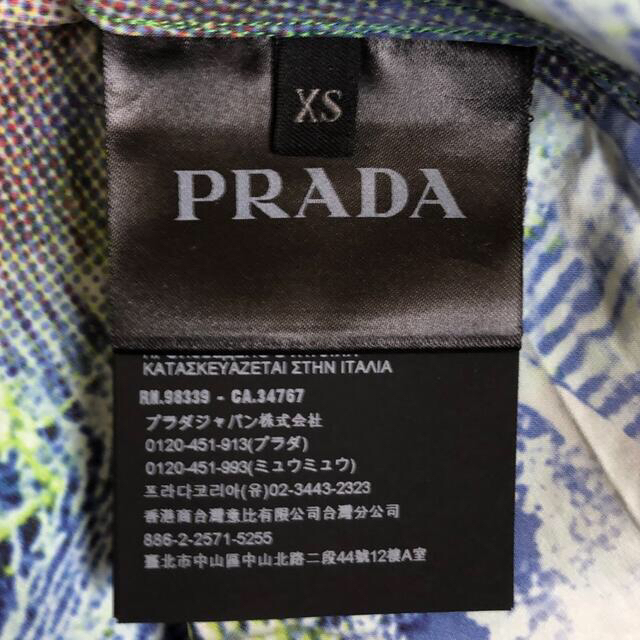 XS
PRADA
ΚΑΤΑΣΚΕΥΑΖΕΤΑΙ ΣΤΗΝ ΙΤΑΛΙΑ
RN.98339 - CA.34767
プラダジャパン株式会社
0120-451-913(プラダ)
0120-451-993(ミュウミュウ)
프라다코리아(유)02-3443-2323
香港商台灣意比有限公司台灣分公司
886-2-2571-5255
臺北市中山區中山北路二段44號12樓A室